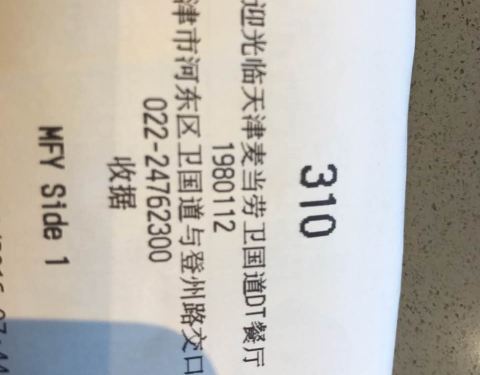 310
迎光临天津麦当劳卫国道DT餐厅
1980112
津市河东区卫国道与登州路交口
022-24762300
收据
MFY Side 1